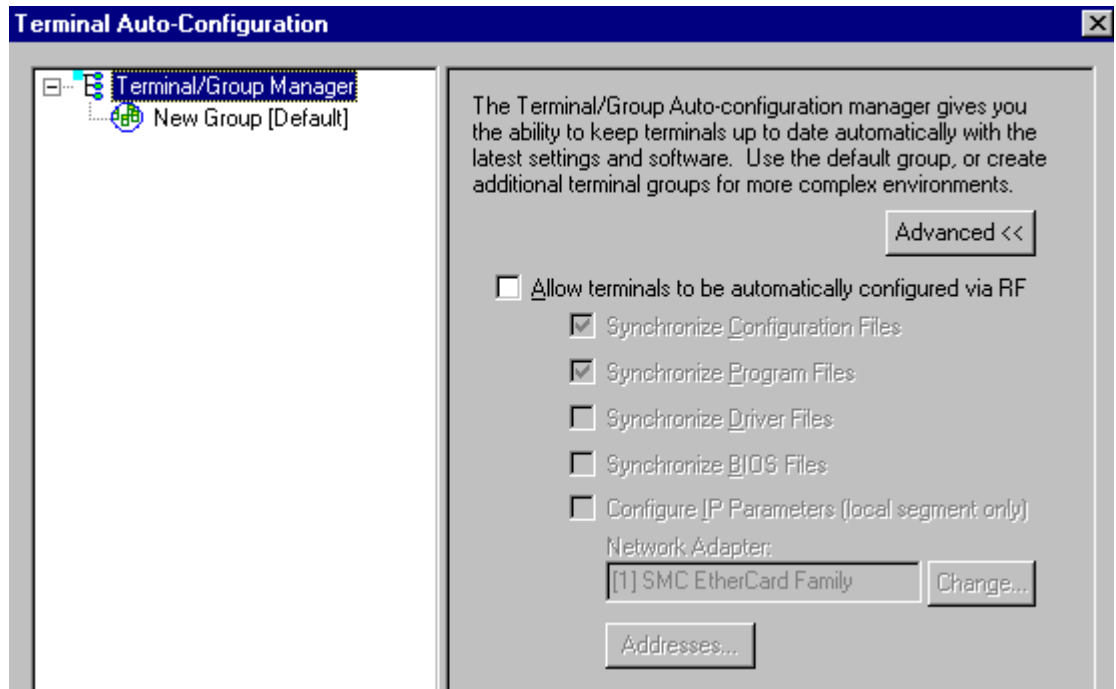 Terminal Auto-Configuration
Terminal/Group Manager
New Group [Default]
The Terminal/Group Auto-configuration manager gives you
the ability to keep terminals up to date automatically with the
latest settings and software. Use the default group, or create
additional terminal groups for more complex environments.
Advanced <<
Allow terminals to be automatically configured via RF
Synchronize Configuration Files
Synchronize Program Files
Synchronize Driver Files
Synchronize BIOS Files
Configure IP Parameters (local segment only)
Network Adapter:
[1] SMC EtherCard Family
Change...
Addresses...